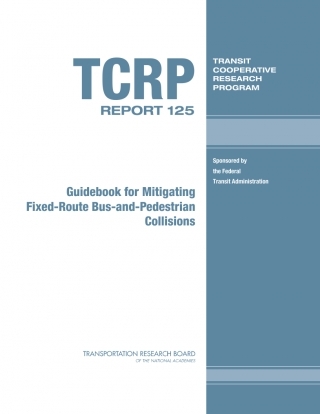 TCRP
REPORT 125
TRANSIT
COOPERATIVE
RESEARCH
PROGRAM
Sponsored by
the Federal
Transit Administration
Guidebook for Mitigating
Fixed-Route Bus-and-Pedestrian
Collisions
TRANSPORTATION RESEARCH BOARD
OF THE NATIONAL ACADEMIES